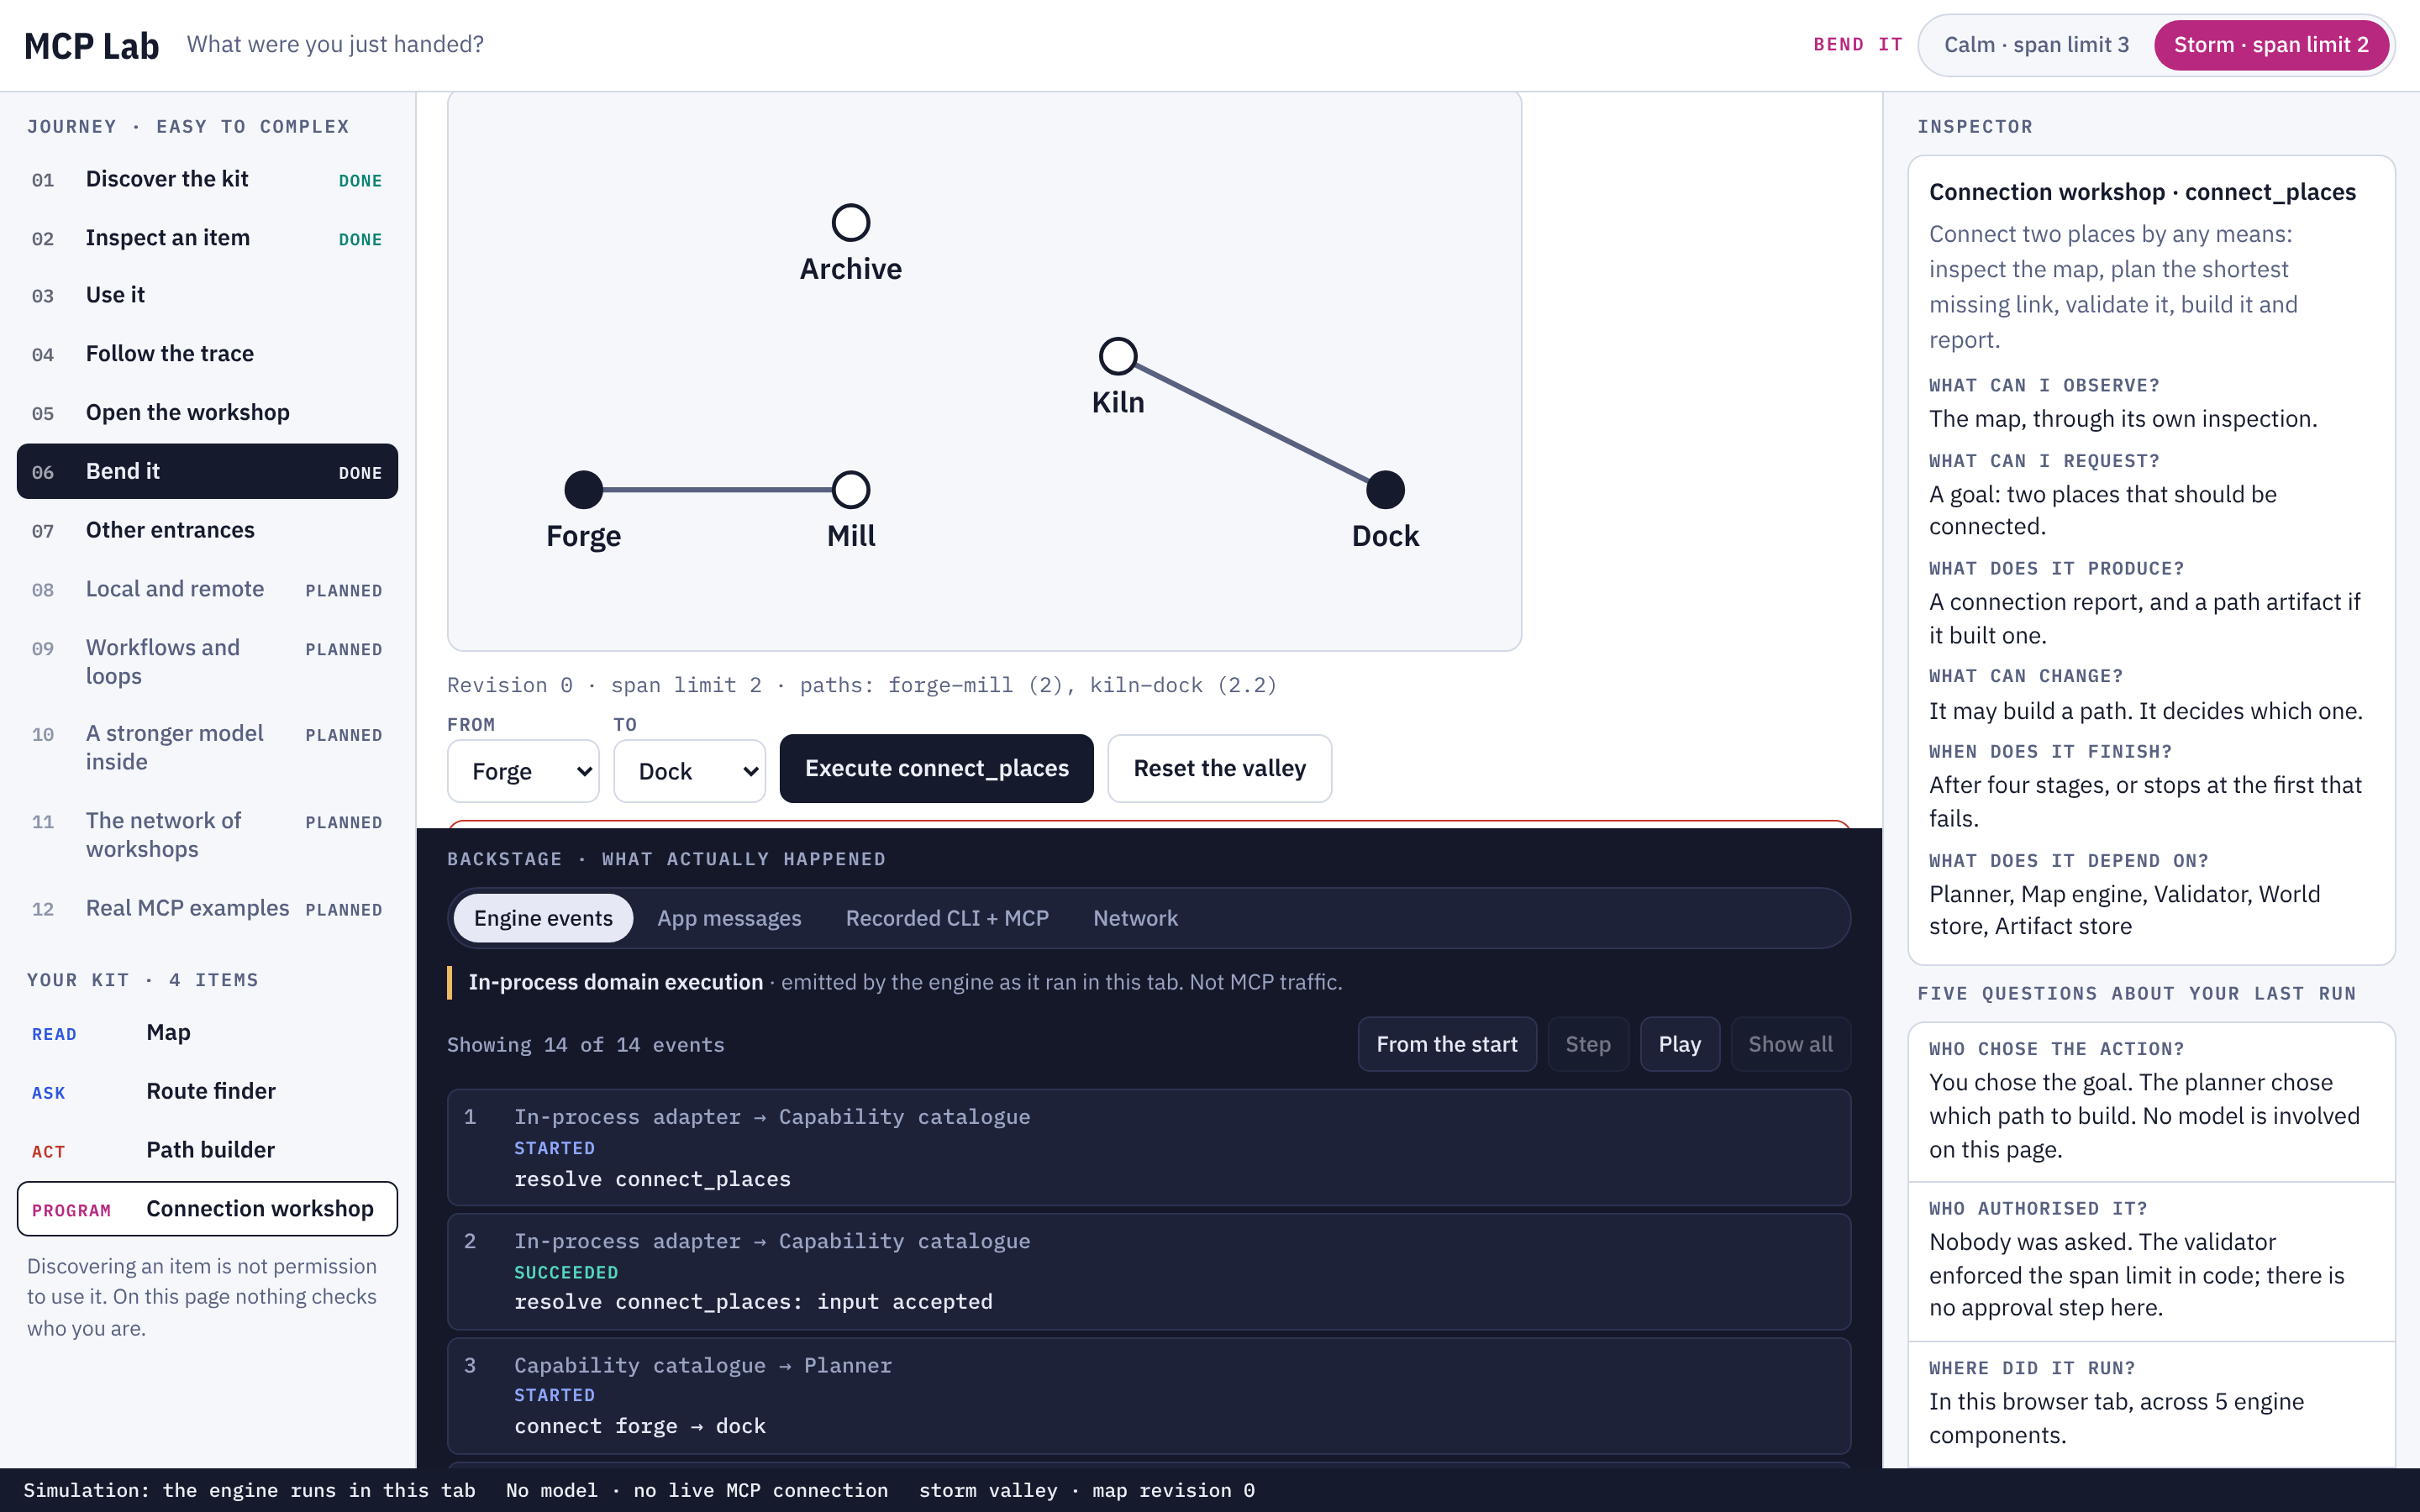 MCP Lab What were you just handed?
BEND IT Calm · span limit 3 Storm · span limit 2
JOURNEY · EASY TO COMPLEX
01 Discover the kit DONE
02 Inspect an item DONE
03 Use it
04 Follow the trace
05 Open the workshop
06 Bend it DONE
07 Other entrances
08 Local and remote PLANNED
09 Workflows and PLANNED
loops
10 A stronger model PLANNED
inside
11 The network of PLANNED
workshops
12 Real MCP examples PLANNED
YOUR KIT · 4 ITEMS
READ Map
ASK Route finder
ACT Path builder
PROGRAM Connection workshop
Discovering an item is not permission
to use it. On this page nothing checks
who you are.
Archive
Kiln
Forge
Mill
Dock
Revision 0 · span limit 2 · paths: forge–mill (2), kiln–dock (2.2)
FROM TO
Forge Dock Execute connect_places Reset the valley
BACKSTAGE · WHAT ACTUALLY HAPPENED
Engine events App messages Recorded CLI + MCP Network
In-process domain execution · emitted by the engine as it ran in this tab. Not MCP traffic.
Showing 14 of 14 events From the start Step Play Show all
1 In-process adapter → Capability catalogue
STARTED
resolve connect_places
2 In-process adapter → Capability catalogue
SUCCEEDED
resolve connect_places: input accepted
3 Capability catalogue → Planner
STARTED
connect forge → dock
INSPECTOR
Connection workshop · connect_places
Connect two places by any means:
inspect the map, plan the shortest
missing link, validate it, build it and
report.
WHAT CAN I OBSERVE?
The map, through its own inspection.
WHAT CAN I REQUEST?
A goal: two places that should be
connected.
WHAT DOES IT PRODUCE?
A connection report, and a path artifact if
it built one.
WHAT CAN CHANGE?
It may build a path. It decides which one.
WHEN DOES IT FINISH?
After four stages, or stops at the first that
fails.
WHAT DOES IT DEPEND ON?
Planner, Map engine, Validator, World
store, Artifact store
FIVE QUESTIONS ABOUT YOUR LAST RUN
WHO CHOSE THE ACTION?
You chose the goal. The planner chose
which path to build. No model is involved
on this page.
WHO AUTHORISED IT?
Nobody was asked. The validator
enforced the span limit in code; there is
no approval step here.
WHERE DID IT RUN?
In this browser tab, across 5 engine
components.
Simulation: the engine runs in this tab No model · no live MCP connection storm valley · map revision 0